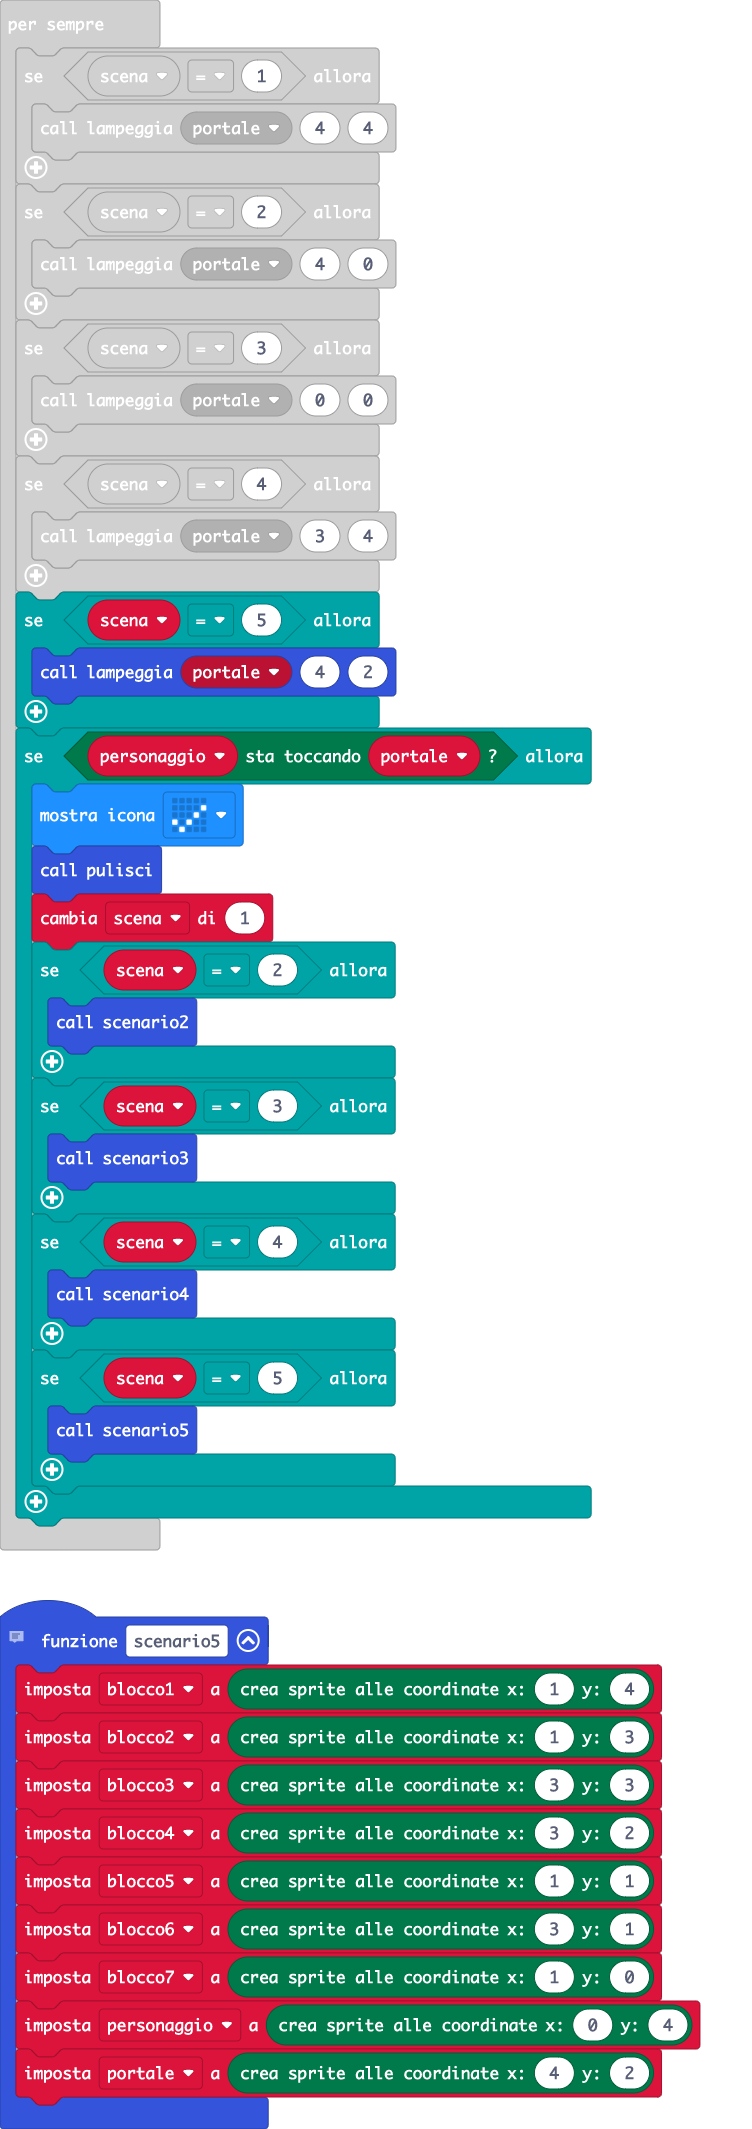 per sempre
se scena = 1 allora
call lampeggia portale 4 4
se scena = 2 allora
call lampeggia portale 4 0
se scena = 3 allora
call lampeggia portale 0 0
se scena = 4 allora
call lampeggia portale 3 4
se scena = 5 allora
call lampeggia portale 4 2
se personaggio sta toccando portale ? allora
mostra icona
call pulisci
cambia scena di 1
se scena = 2 allora
call scenario2
se scena = 3 allora
call scenario3
se scena = 4 allora
call scenario4
se scena = 5 allora
call scenario5
funzione scenario5
imposta blocco1 a crea sprite alle coordinate x: 1 y: 4
imposta blocco2 a crea sprite alle coordinate x: 1 y: 3
imposta blocco3 a crea sprite alle coordinate x: 3 y: 3
imposta blocco4 a crea sprite alle coordinate x: 3 y: 2
imposta blocco5 a crea sprite alle coordinate x: 1 y: 1
imposta blocco6 a crea sprite alle coordinate x: 3 y: 1
imposta blocco7 a crea sprite alle coordinate x: 1 y: 0
imposta personaggio a crea sprite alle coordinate x: 0 y: 4
imposta portale a crea sprite alle coordinate x: 4 y: 2